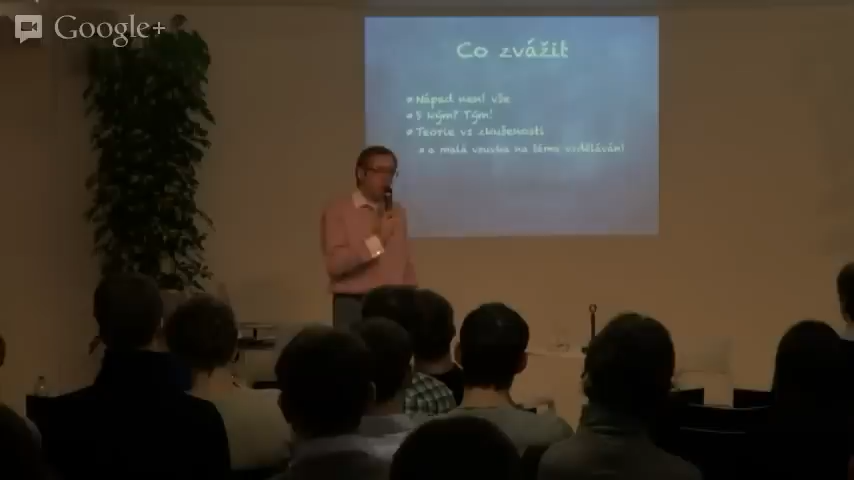 Google+
Co zvážit
Nápad není vše
S kým? Tým!
Teorie vs zkušenosti
a malá vsuvka na téma vzdělávání